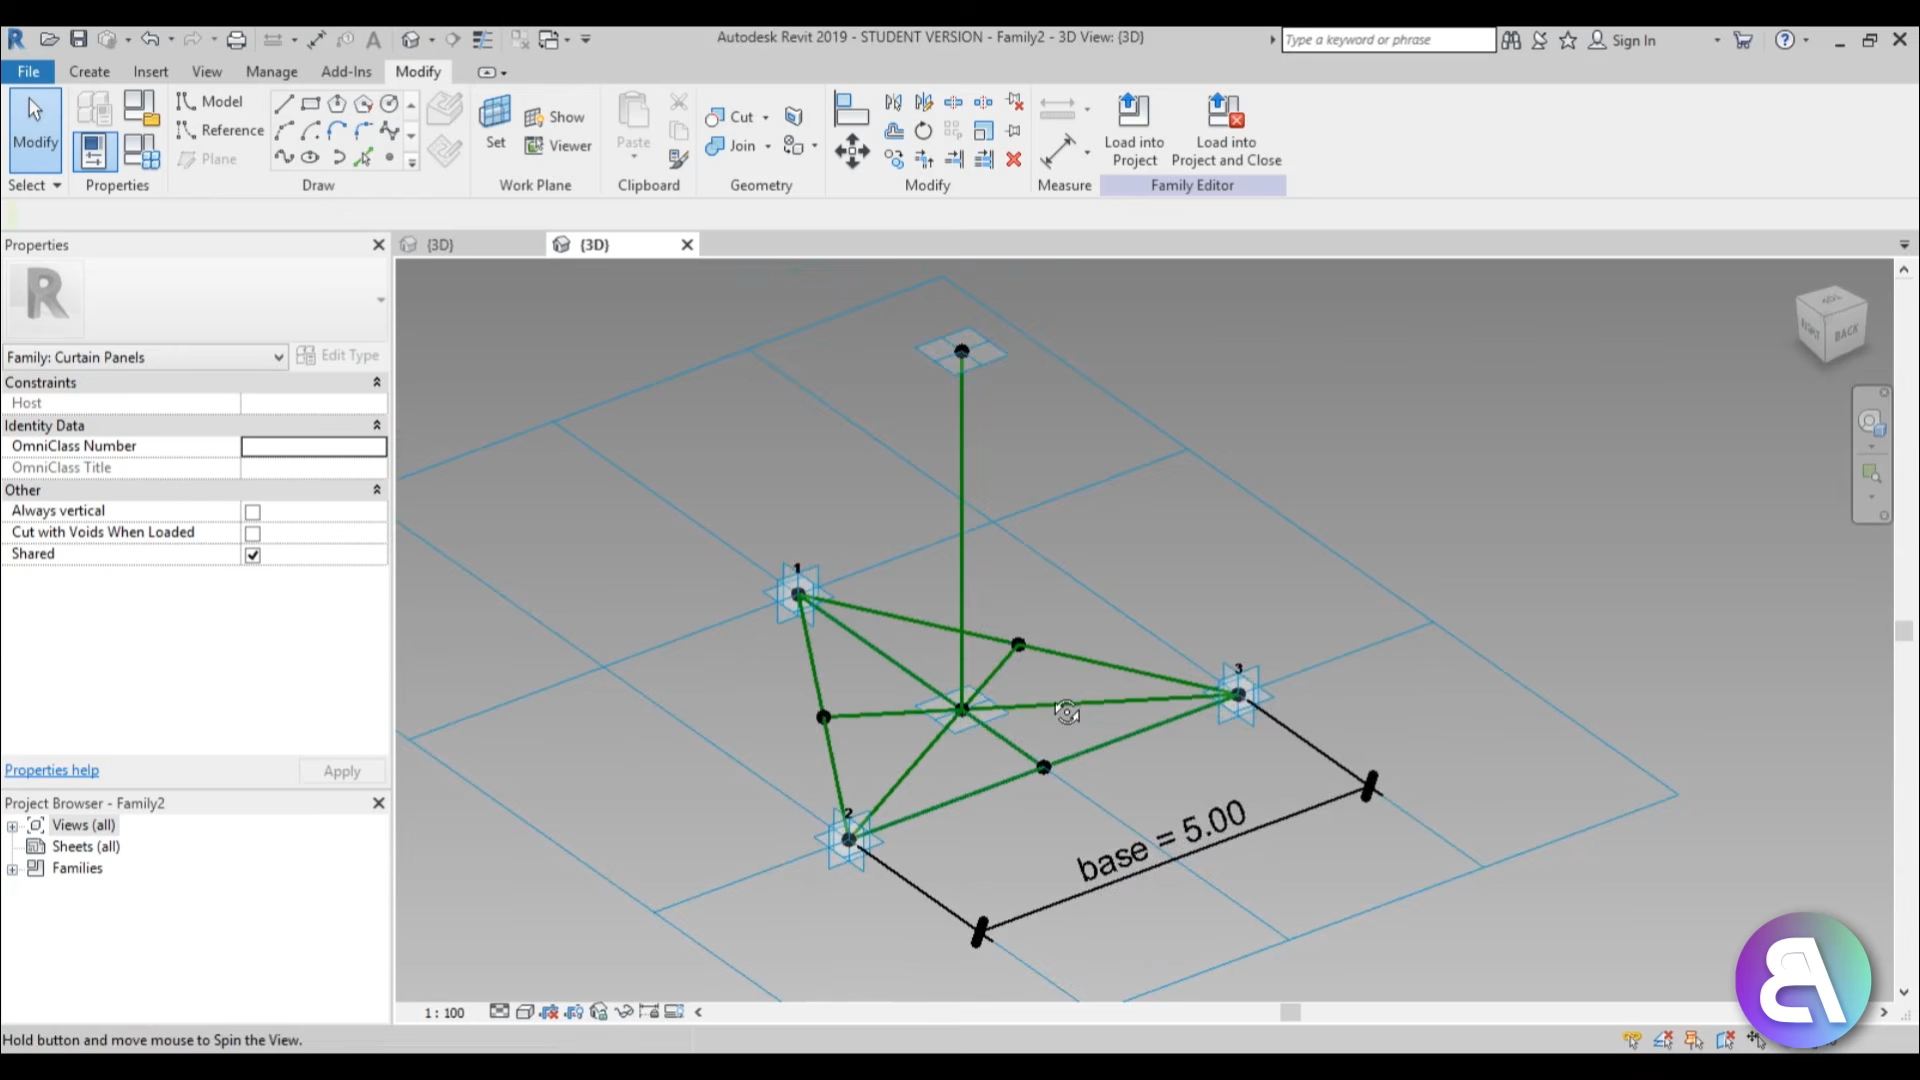 Autodesk Revit 2019 - STUDENT VERSION - Family2 - 3D View: {3D}
Type a keyword or phrase
Sign In
File Create Insert View Manage Add-Ins Modify
Modify
Model
Reference
Plane
Set
Show
Viewer
Paste
Cut
Join
Load into Project
Load into Project and Close
Select Properties Draw Work Plane Clipboard Geometry Modify Measure Family Editor
Properties
{3D}
{3D}
R
Family: Curtain Panels
Edit Type
Constraints
Host
Identity Data
OmniClass Number
OmniClass Title
Other
Always vertical
Cut with Voids When Loaded
Shared
Properties help
Apply
Project Browser - Family2
Views (all)
Sheets (all)
Families
TOP
RIGHT
BACK
1
2
3
base = 5.00
1 : 100
Hold button and move mouse to Spin the View.